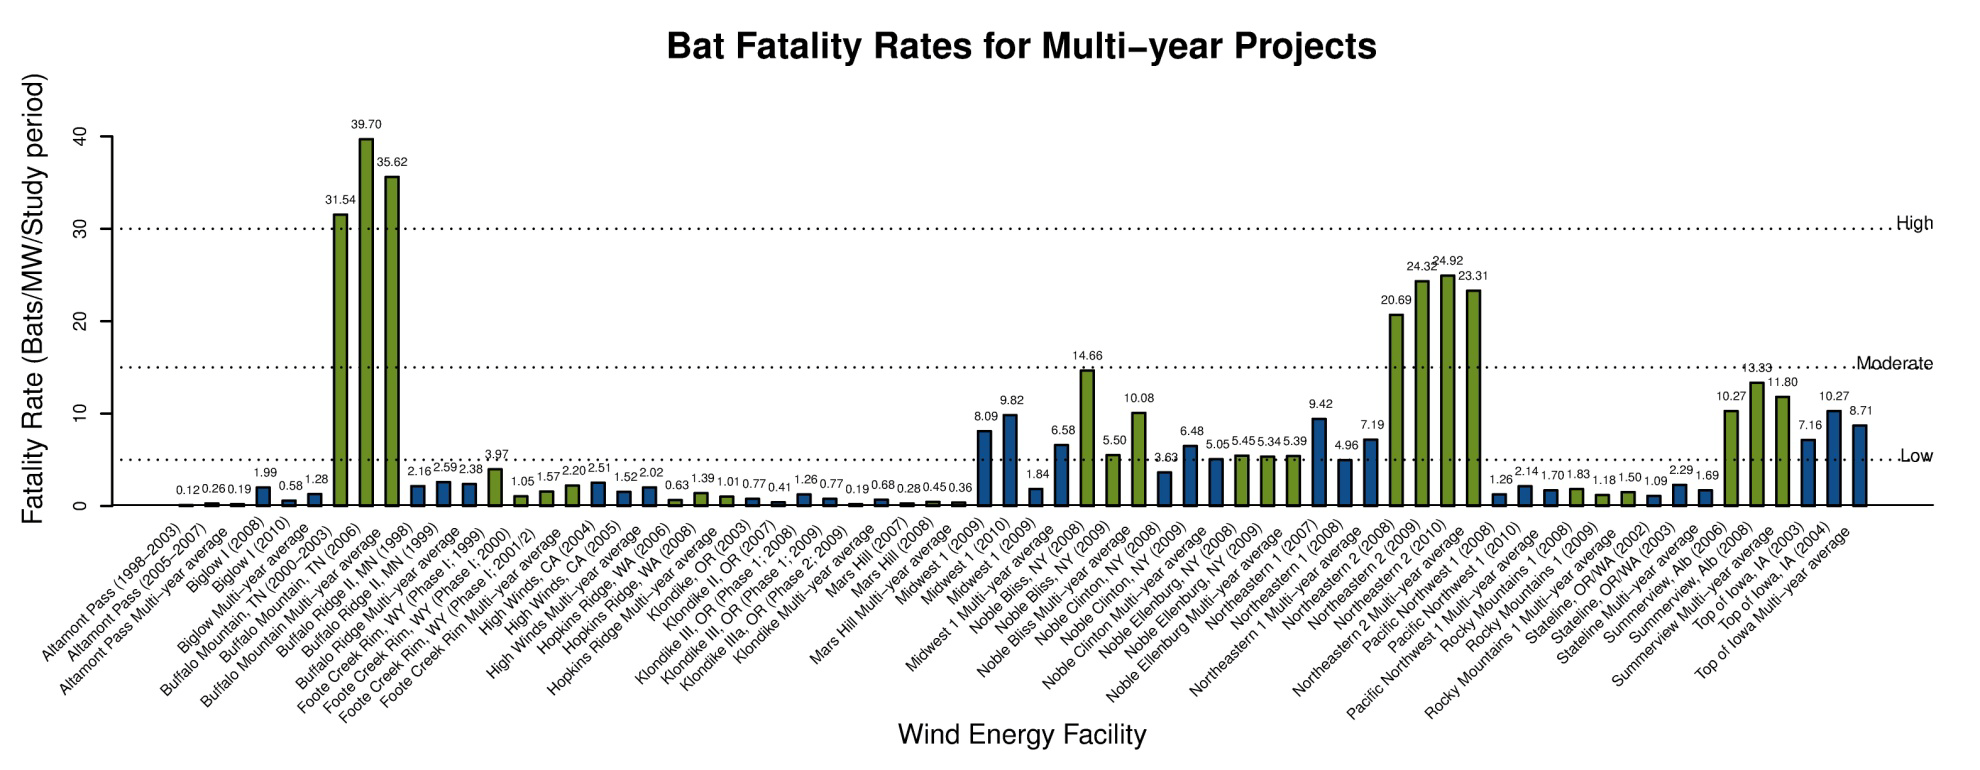 Bat Fatality Rates for Multi−year Projects
Fatality Rate (Bats/MW/Study period)
40
30
20
10
0
High
Moderate
Low
0.12
0.26
0.19
1.99
0.58
1.28
31.54
39.70
35.62
2.16
2.59
2.38
3.97
1.05
1.57
2.20
2.51
1.52
2.02
0.63
1.39
1.01
0.77
0.41
1.26
0.77
0.19
0.68
0.28
0.45
0.36
8.09
9.82
1.84
6.58
14.66
5.50
10.08
3.63
6.48
5.05
5.45
5.34
5.39
9.42
4.96
7.19
20.69
24.32
24.92
23.31
1.26
2.14
1.70
1.83
1.18
1.50
1.09
2.29
1.69
10.27
13.33
11.80
7.16
10.27
8.71
Altamont Pass (1998−2003)
Altamont Pass (2005−2007)
Altamont Pass Multi−year average
Biglow I (2008)
Biglow I (2010)
Biglow Multi−year average
Buffalo Mountain, TN (2000−2003)
Buffalo Mountain, TN (2006)
Buffalo Mountain Multi−year average
Buffalo Ridge II, MN (1998)
Buffalo Ridge II, MN (1999)
Buffalo Ridge Multi−year average
Foote Creek Rim, WY (Phase I; 1999)
Foote Creek Rim, WY (Phase I; 2000)
Foote Creek Rim, WY (Phase I; 2001/2)
Foote Creek Rim Multi−year average
High Winds, CA (2004)
High Winds, CA (2005)
High Winds Multi−year average
Hopkins Ridge, WA (2006)
Hopkins Ridge, WA (2008)
Hopkins Ridge Multi−year average
Klondike, OR (2003)
Klondike II, OR (2007)
Klondike III, OR (Phase 1; 2008)
Klondike III, OR (Phase 1; 2009)
Klondike IIIa, OR (Phase 2; 2009)
Klondike Multi−year average
Mars Hill (2007)
Mars Hill (2008)
Mars Hill Multi−year average
Midwest 1 (2009)
Midwest 1 (2010)
Midwest 1 (2009)
Midwest 1 Multi−year average
Noble Bliss, NY (2008)
Noble Bliss, NY (2009)
Noble Bliss Multi−year average
Noble Clinton, NY (2008)
Noble Clinton, NY (2009)
Noble Clinton Multi−year average
Noble Ellenburg, NY (2008)
Noble Ellenburg, NY (2009)
Noble Ellenburg Multi−year average
Northeastern 1 (2007)
Northeastern 1 (2008)
Northeastern 1 Multi−year average
Northeastern 2 (2008)
Northeastern 2 (2009)
Northeastern 2 (2010)
Northeastern 2 Multi−year average
Pacific Northwest 1 (2008)
Pacific Northwest 1 (2010)
Pacific Northwest 1 Multi−year average
Rocky Mountains 1 (2008)
Rocky Mountains 1 (2009)
Rocky Mountains 1 Multi−year average
Stateline, OR/WA (2002)
Stateline, OR/WA (2003)
Stateline Multi−year average
Summerview, Alb (2006)
Summerview, Alb (2008)
Summerview Multi−year average
Top of Iowa, IA (2003)
Top of Iowa, IA (2004)
Top of Iowa Multi−year average
Wind Energy Facility